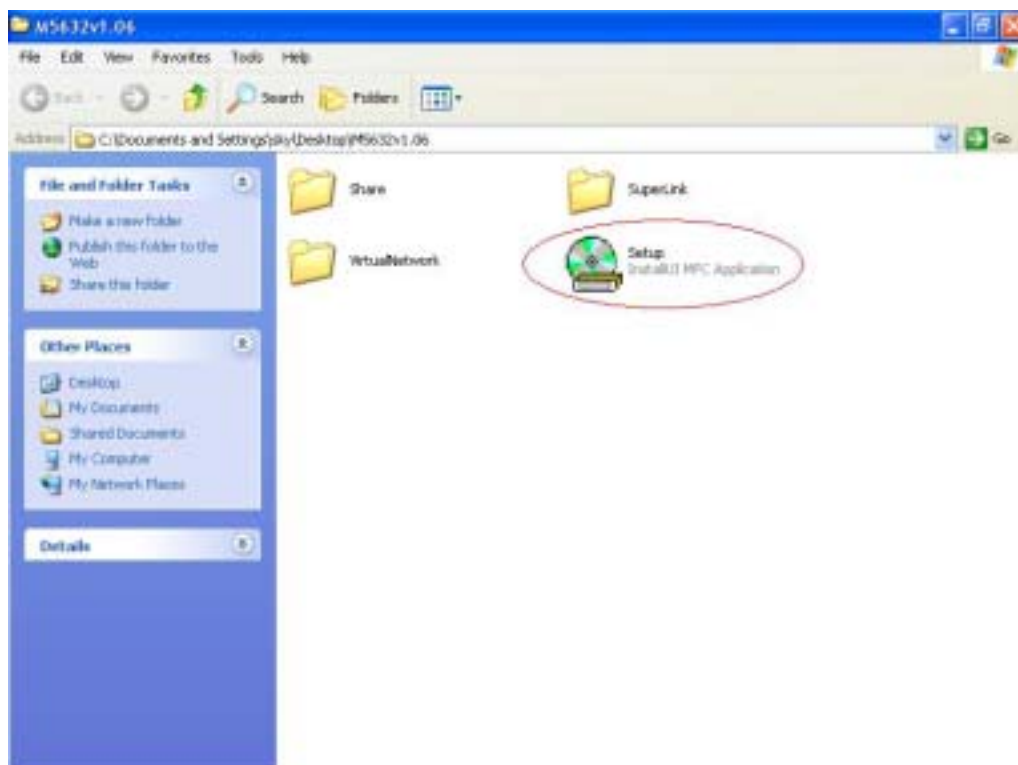 M5632v1.06
File Edit View Favorites Tools Help
Back Search Folders
Address C:\Documents and Settings\sky\Desktop\M5632v1.06 Go
File and Folder Tasks
Make a new folder
Publish this folder to the Web
Share this folder
Other Places
Desktop
My Documents
Shared Documents
My Computer
My Network Places
Details
Share
SuperLink
VirtualNetwork
Setup
InstallUI MFC Application